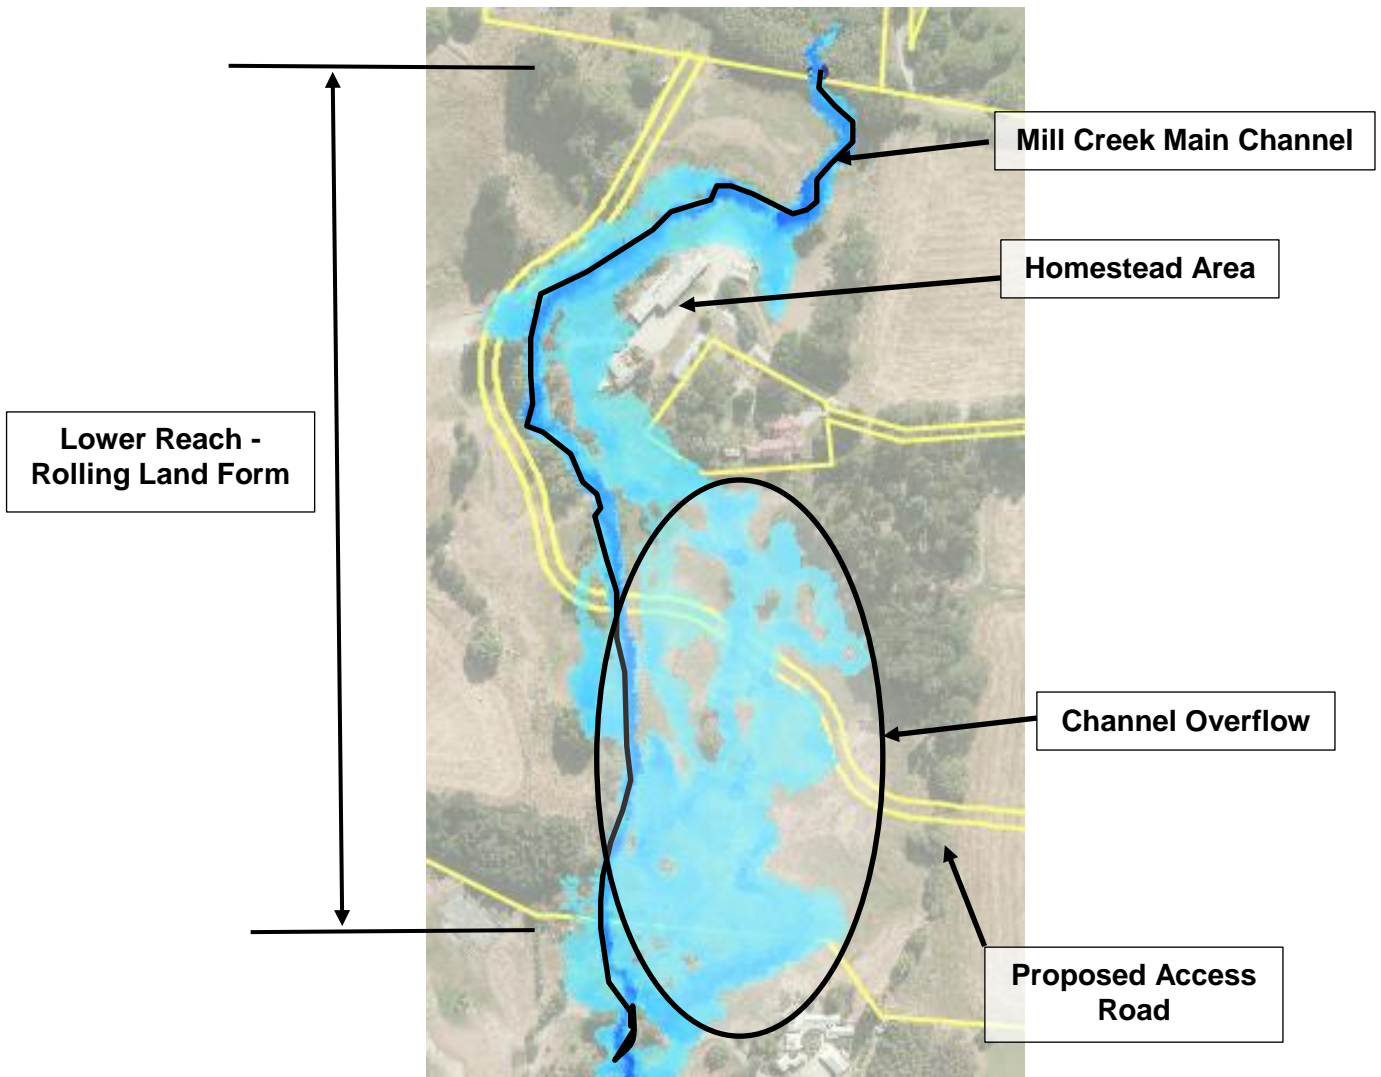 Mill Creek Main Channel
Homestead Area
Lower Reach -
Rolling Land Form
Channel Overflow
Proposed Access
Road